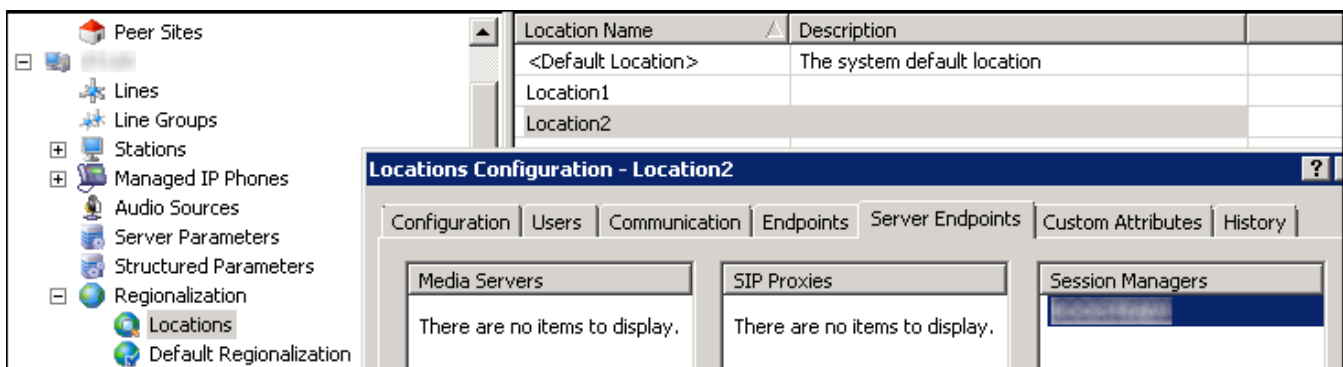 Peer Sites
Lines
Line Groups
Stations
Managed IP Phones
Audio Sources
Server Parameters
Structured Parameters
Regionalization
Locations
Default Regionalization
Location Name Description
<Default Location> The system default location
Location1
Location2
Locations Configuration - Location2 ?
Configuration Users Communication Endpoints Server Endpoints Custom Attributes History
Media Servers SIP Proxies Session Managers
There are no items to display. There are no items to display.